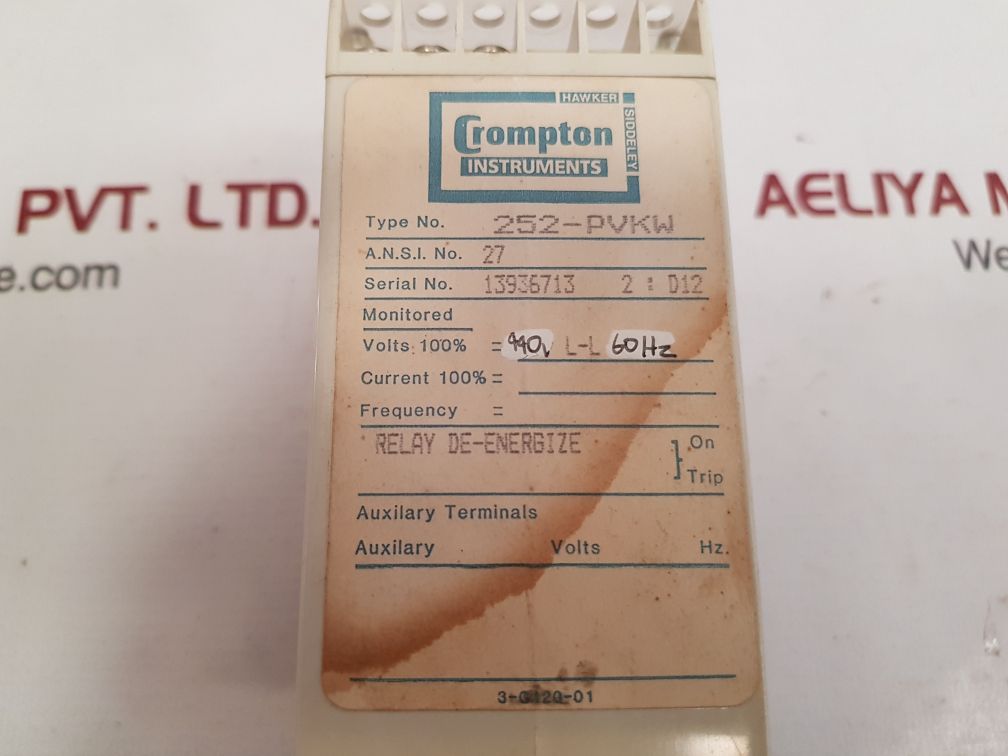 HAWKER
SIDDELEY
Crompton
INSTRUMENTS
PVT. LTD.
AELIYA M
e.com
We
Type No. 252-PVKW
A.N.S.I. No. 27
Serial No. 13936713 2 : D12
Monitored
Volts 100% = 440v L-L 60Hz
Current 100% =
Frequency =
RELAY DE-ENERGIZE } On
Trip
Auxilary Terminals
Auxilary Volts Hz.